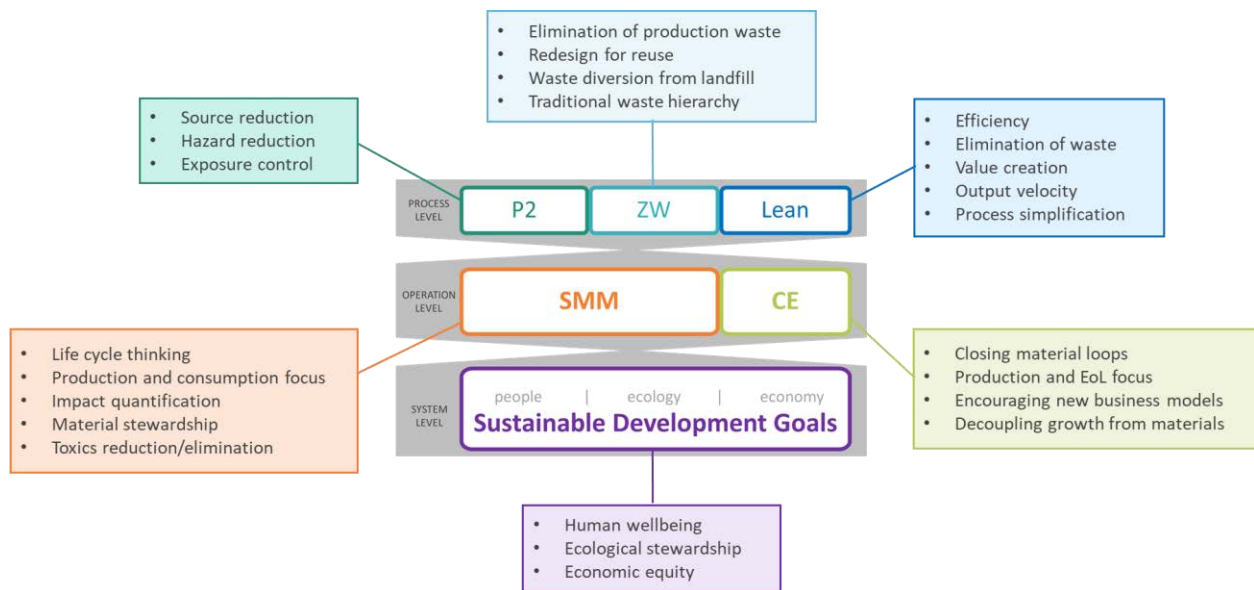 • Elimination of production waste
• Redesign for reuse
• Waste diversion from landfill
• Traditional waste hierarchy
• Source reduction
• Hazard reduction
• Exposure control
• Efficiency
• Elimination of waste
• Value creation
• Output velocity
• Process simplification
PROCESS
LEVEL
P2
ZW
Lean
OPERATION
LEVEL
SMM
CE
• Life cycle thinking
• Production and consumption focus
• Impact quantification
• Material stewardship
• Toxics reduction/elimination
• Closing material loops
• Production and EoL focus
• Encouraging new business models
• Decoupling growth from materials
SYSTEM
LEVEL
people | ecology | economy
Sustainable Development Goals
• Human wellbeing
• Ecological stewardship
• Economic equity